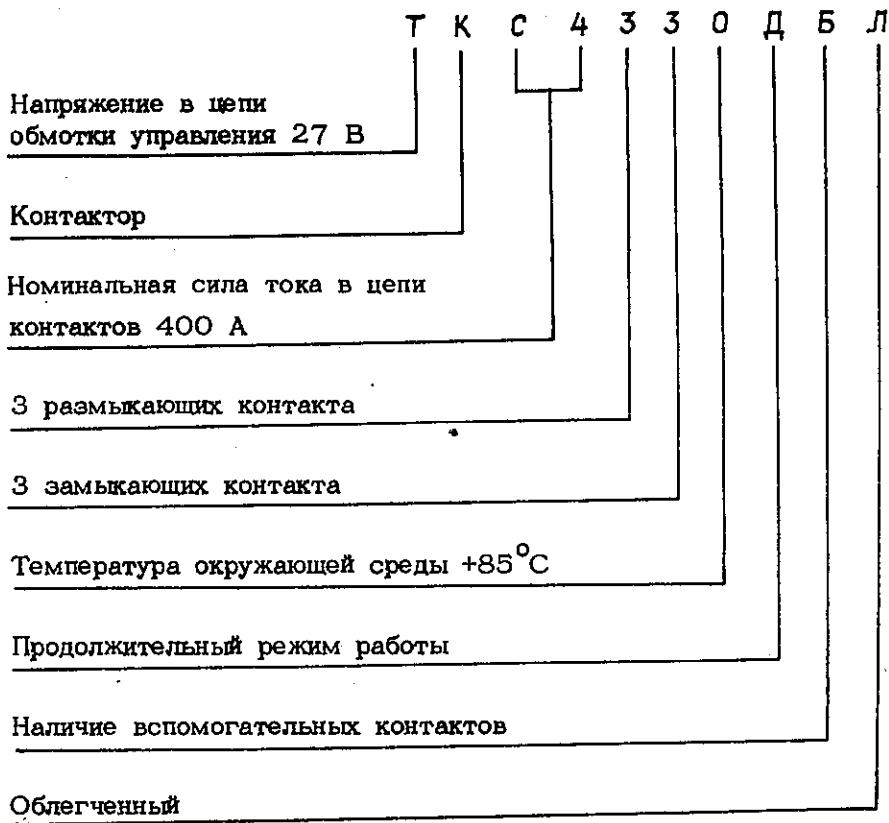 Т К С 4 3 3 О Д Б Л
Напряжение в цепи
обмотки управления 27 В
Контактор
Номинальная сила тока в цепи
контактов 400 А
3 размыкающих контакта
3 замыкающих контакта
Температура окружающей среды +85°С
Продолжительный режим работы
Наличие вспомогательных контактов
Облегченный